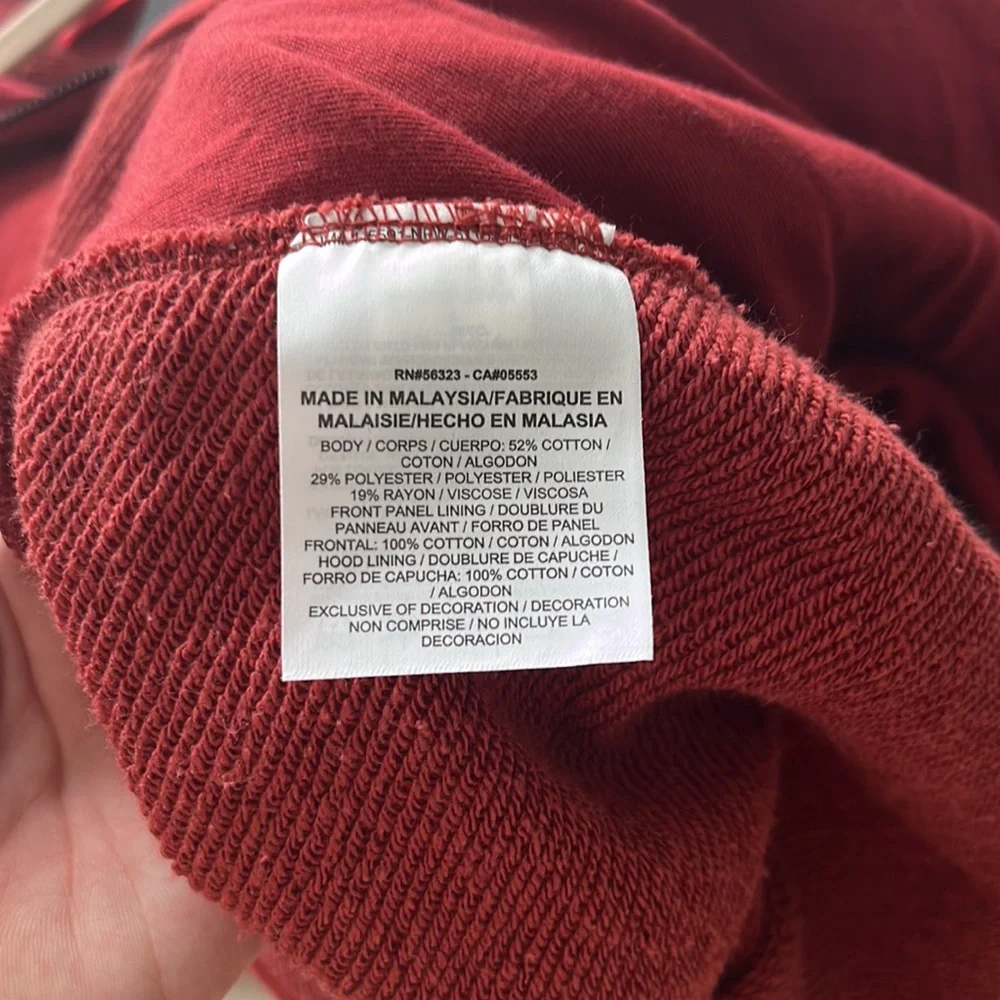 RN#56323 - CA#05553
MADE IN MALAYSIA/FABRIQUE EN
MALAISIE/HECHO EN MALASIA
BODY / CORPS / CUERPO: 52% COTTON /
COTON / ALGODON
29% POLYESTER / POLYESTER / POLIESTER
19% RAYON / VISCOSE / VISCOSA
FRONT PANEL LINING / DOUBLURE DU
PANNEAU AVANT / FORRO DE PANEL
FRONTAL: 100% COTTON / COTON / ALGODON
HOOD LINING / DOUBLURE DE CAPUCHE /
FORRO DE CAPUCHA: 100% COTTON / COTON
/ ALGODON
EXCLUSIVE OF DECORATION / DECORATION
NON COMPRISE / NO INCLUYE LA
DECORACION